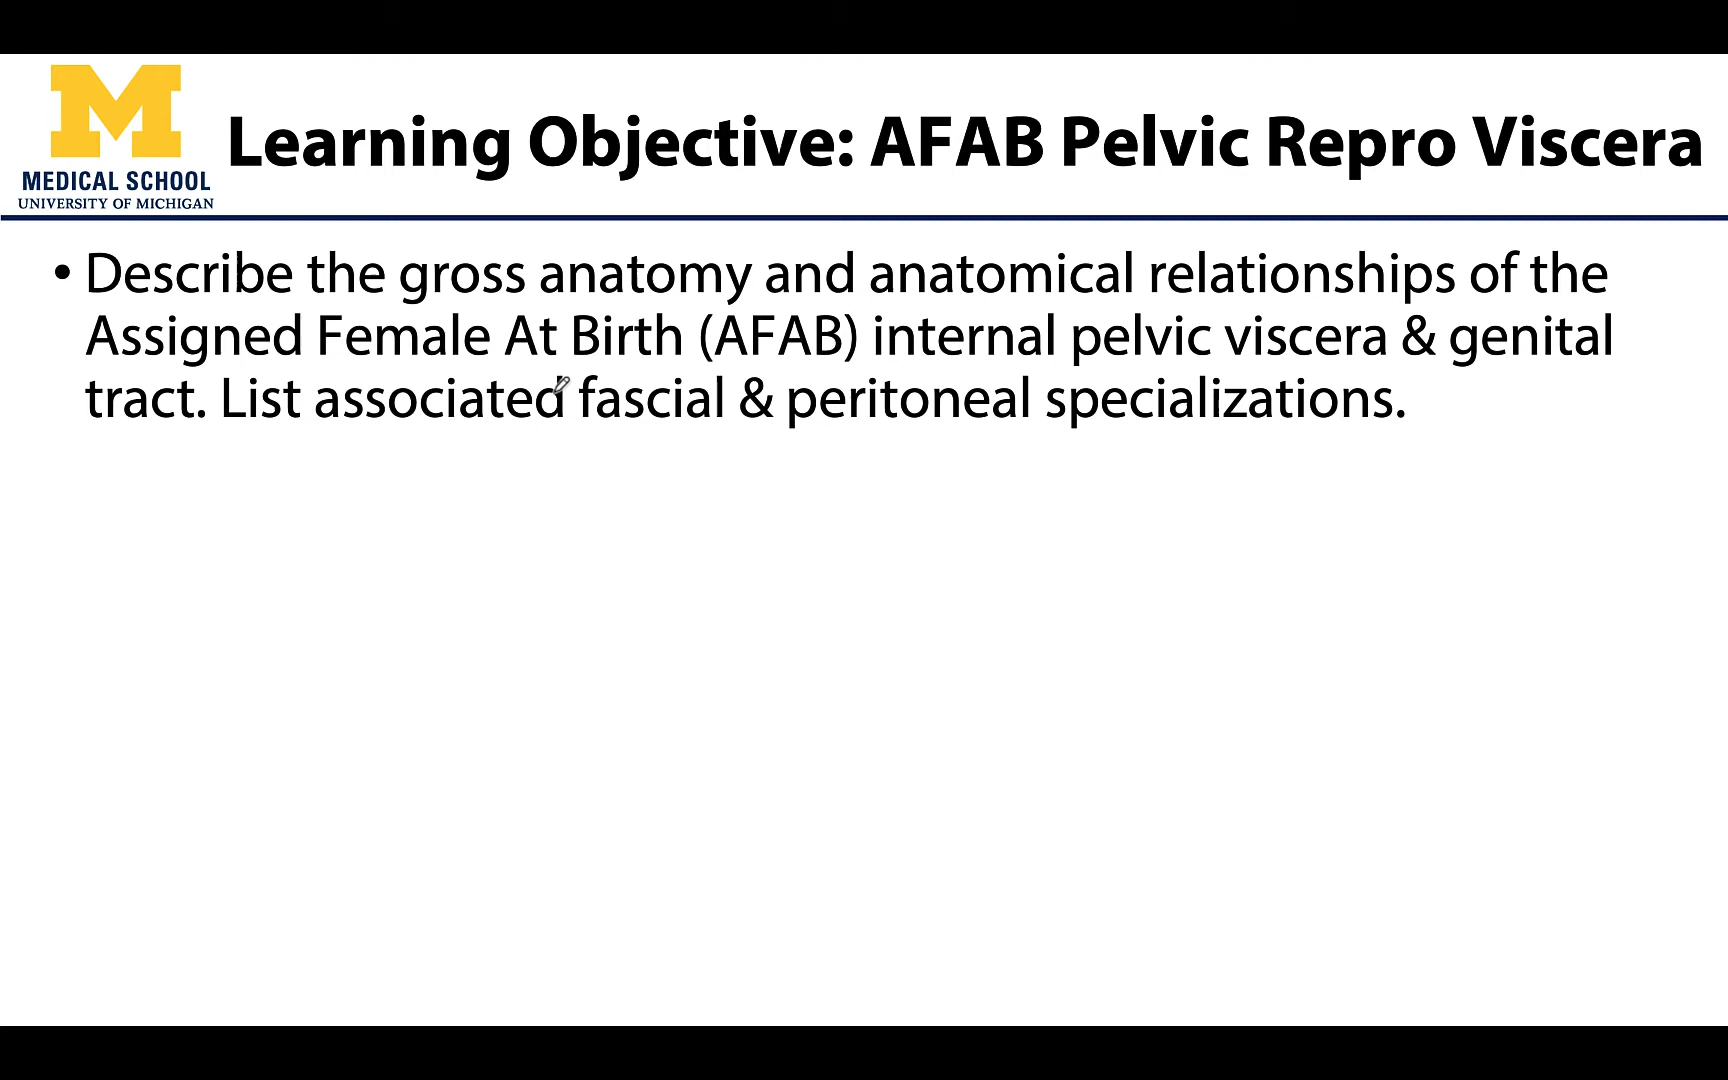 M
MEDICAL SCHOOL
UNIVERSITY OF MICHIGAN
Learning Objective: AFAB Pelvic Repro Viscera
• Describe the gross anatomy and anatomical relationships of the
Assigned Female At Birth (AFAB) internal pelvic viscera & genital
tract. List associated fascial & peritoneal specializations.